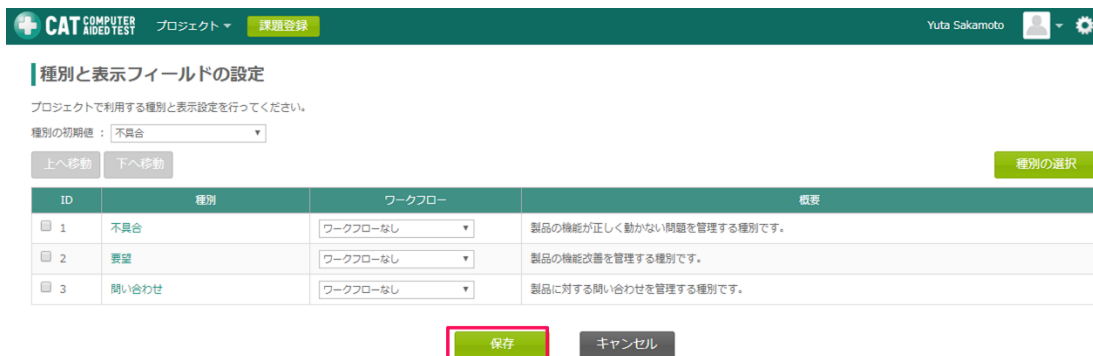 CAT COMPUTER AIDED TEST プロジェクト 課題登録 Yuta Sakamoto
種別と表示フィールドの設定
プロジェクトで利用する種別と表示設定を行ってください。
種別の初期値 : 不具合
上へ移動 下へ移動 種別の選択
ID 種別 ワークフロー 概要
1 不具合 ワークフローなし 製品の機能が正しく動かない問題を管理する種別です。
2 要望 ワークフローなし 製品の機能改善を管理する種別です。
3 問い合わせ ワークフローなし 製品に対する問い合わせを管理する種別です。
保存 キャンセル